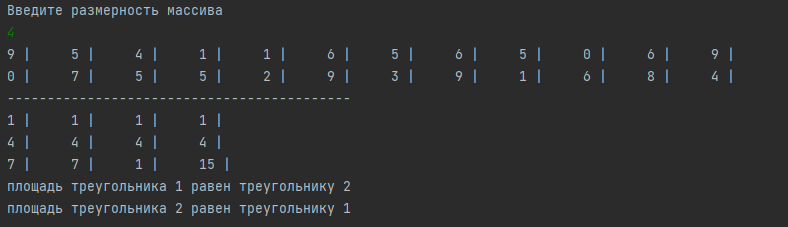 Введите размерность массива
4
9 | 5 | 4 | 1 | 1 | 6 | 5 | 6 | 5 | 0 | 6 | 9 |
0 | 7 | 5 | 5 | 2 | 9 | 3 | 9 | 1 | 6 | 8 | 4 |
-------------------------------------------
1 | 1 | 1 | 1 |
4 | 4 | 4 | 4 |
7 | 7 | 1 | 15 |
площадь треугольника 1 равен треугольнику 2
площадь треугольника 2 равен треугольнику 1